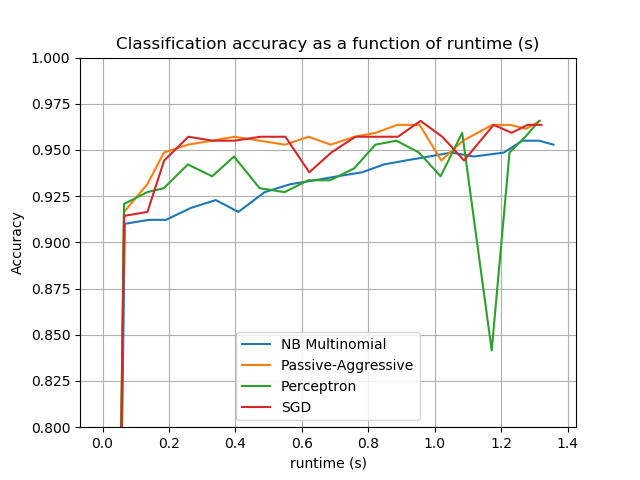 Classification accuracy as a function of runtime (s)
1.000
0.975
0.950
0.925
0.900
0.875
0.850
0.825
0.800
Accuracy
NB Multinomial
Passive-Aggressive
Perceptron
SGD
0.0 0.2 0.4 0.6 0.8 1.0 1.2 1.4
runtime (s)